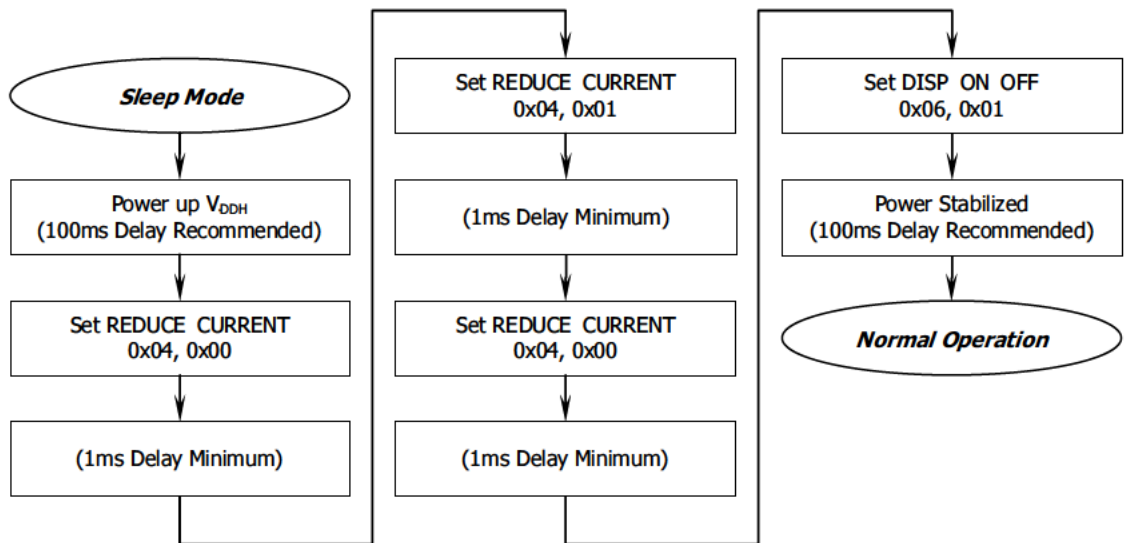 Sleep Mode
Power up VDDH
(100ms Delay Recommended)
Set REDUCE CURRENT
0x04, 0x00
(1ms Delay Minimum)
Set REDUCE CURRENT
0x04, 0x01
(1ms Delay Minimum)
Set REDUCE CURRENT
0x04, 0x00
(1ms Delay Minimum)
Set DISP ON OFF
0x06, 0x01
Power Stabilized
(100ms Delay Recommended)
Normal Operation